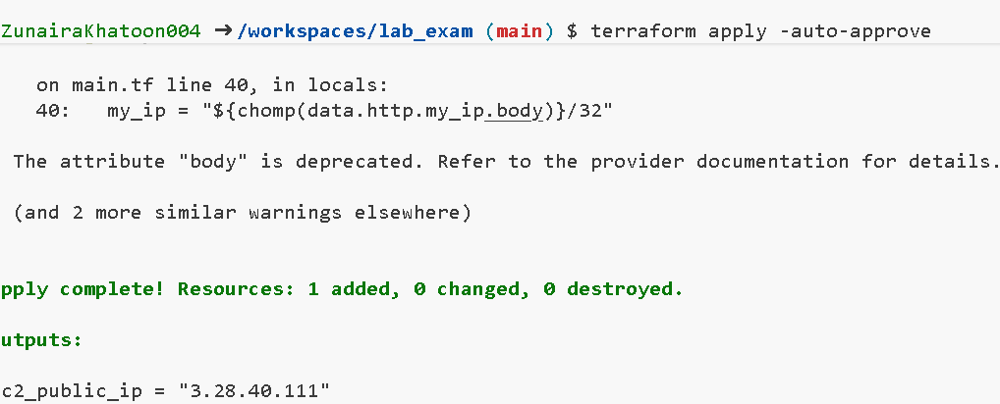 ZunairaKhatoon004 ➜ /workspaces/lab_exam (main) $ terraform apply -auto-approve
on main.tf line 40, in locals:
40:   my_ip = "${chomp(data.http.my_ip.body)}/32"
The attribute "body" is deprecated. Refer to the provider documentation for details.
(and 2 more similar warnings elsewhere)
pply complete! Resources: 1 added, 0 changed, 0 destroyed.
utputs:
c2_public_ip = "3.28.40.111"